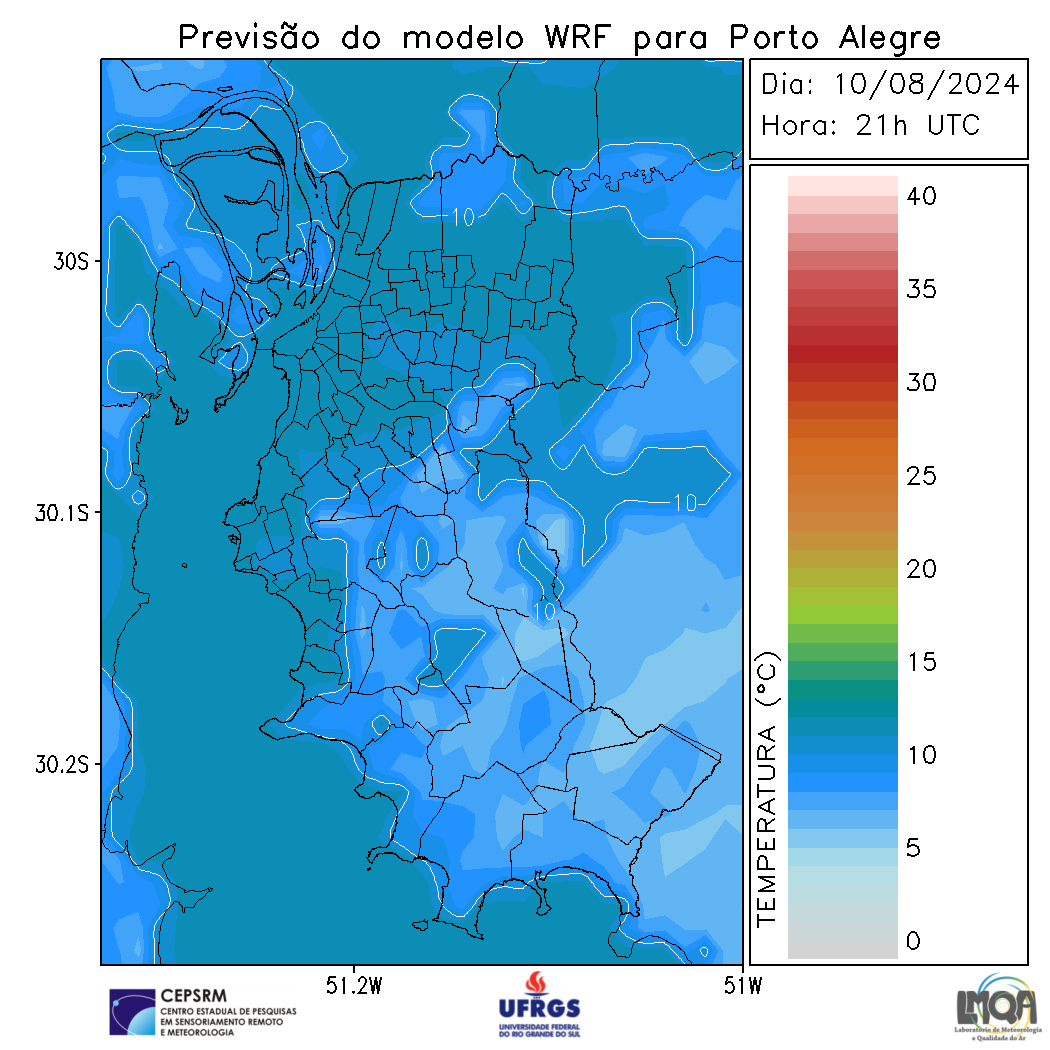 Previsão do modelo WRF para Porto Alegre
Dia: 10/08/2024
Hora: 21h UTC
40
35
30
25
20
15
10
5
0
TEMPERATURA (°C)
30S
30.1S
30.2S
51.2W
51W
10
10
10
CEPSRM
CENTRO ESTADUAL DE PESQUISAS
EM SENSORIAMENTO REMOTO
E METEOROLOGIA
UFRGS
UNIVERSIDADE FEDERAL
DO RIO GRANDE DO SUL
LMQA
Laboratório de Meteorologia
e Qualidade do Ar